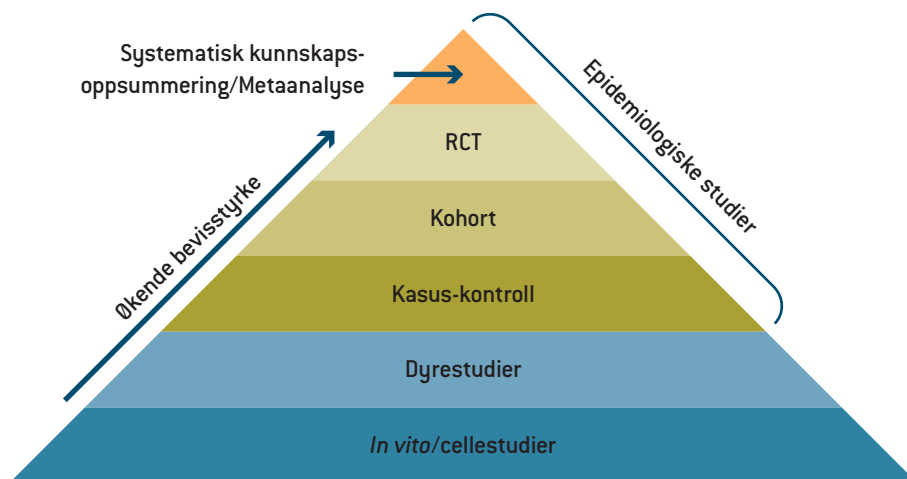 Systematisk kunnskaps-
oppsummering/Metaanalyse
Epidemiologiske studier
Økende bevisstyrke
RCT
Kohort
Kasus-kontroll
Dyrestudier
In vito/cellestudier